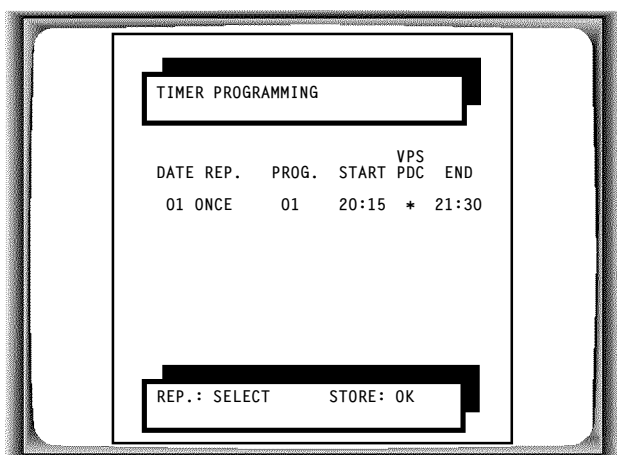 TIMER PROGRAMMING
VPS
DATE REP. PROG. START PDC END
01 ONCE 01 20:15 * 21:30
REP.: SELECT STORE: OK